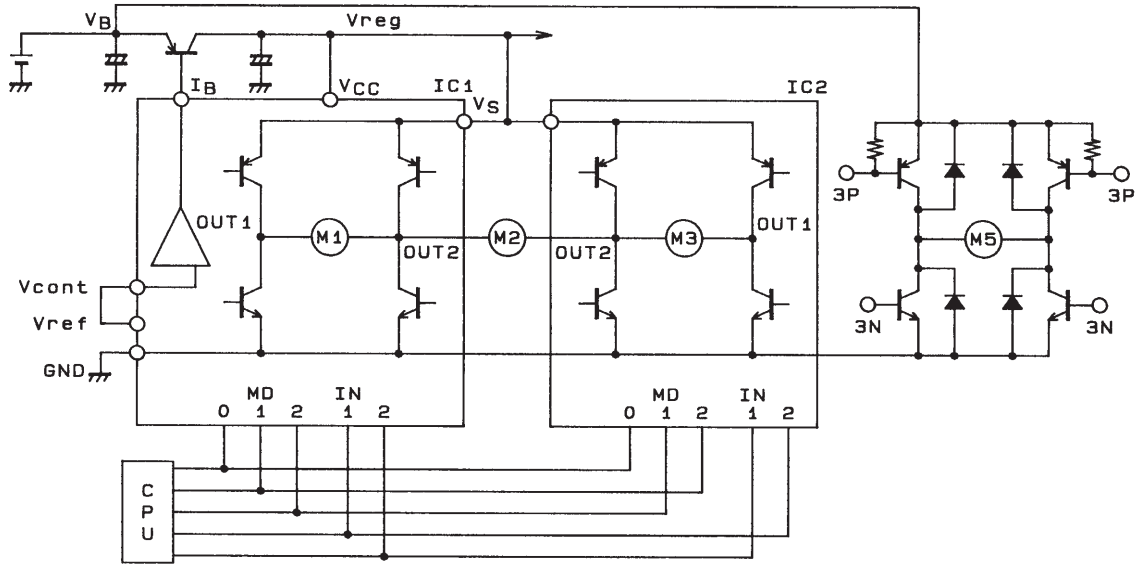 VB
Vreg
IB
VCC
IC1
VS
IC2
3P
3P
OUT1
M1
OUT2
M2
OUT2
M3
OUT1
M5
Vcont
Vref
3N
3N
GND
MD
IN
0 1 2 1 2
MD
IN
0 1 2 1 2
C
P
U